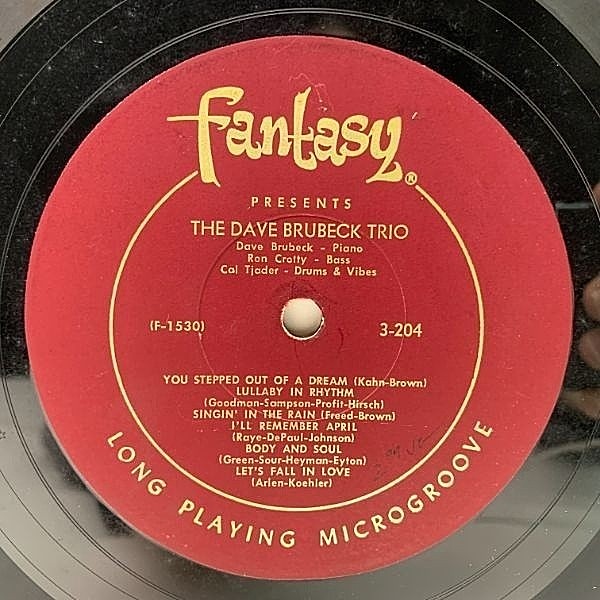 fantasy®
PRESENTS
THE DAVE BRUBECK TRIO
Dave Brubeck - Piano
Ron Crotty - Bass
Cal Tjader - Drums & Vibes
(F-1530) 3-204
YOU STEPPED OUT OF A DREAM (Kahn-Brown)
LULLABY IN RHYTHM
(Goodman-Sampson-Profit-Hirsch)
SINGIN' IN THE RAIN (Freed-Brown)
I'LL REMEMBER APRIL
(Raye-DePaul-Johnson)
BODY AND SOUL
(Green-Sour-Heyman-Eyton)
LET'S FALL IN LOVE
(Arlen-Koehler)
LONG PLAYING MICROGROOVE